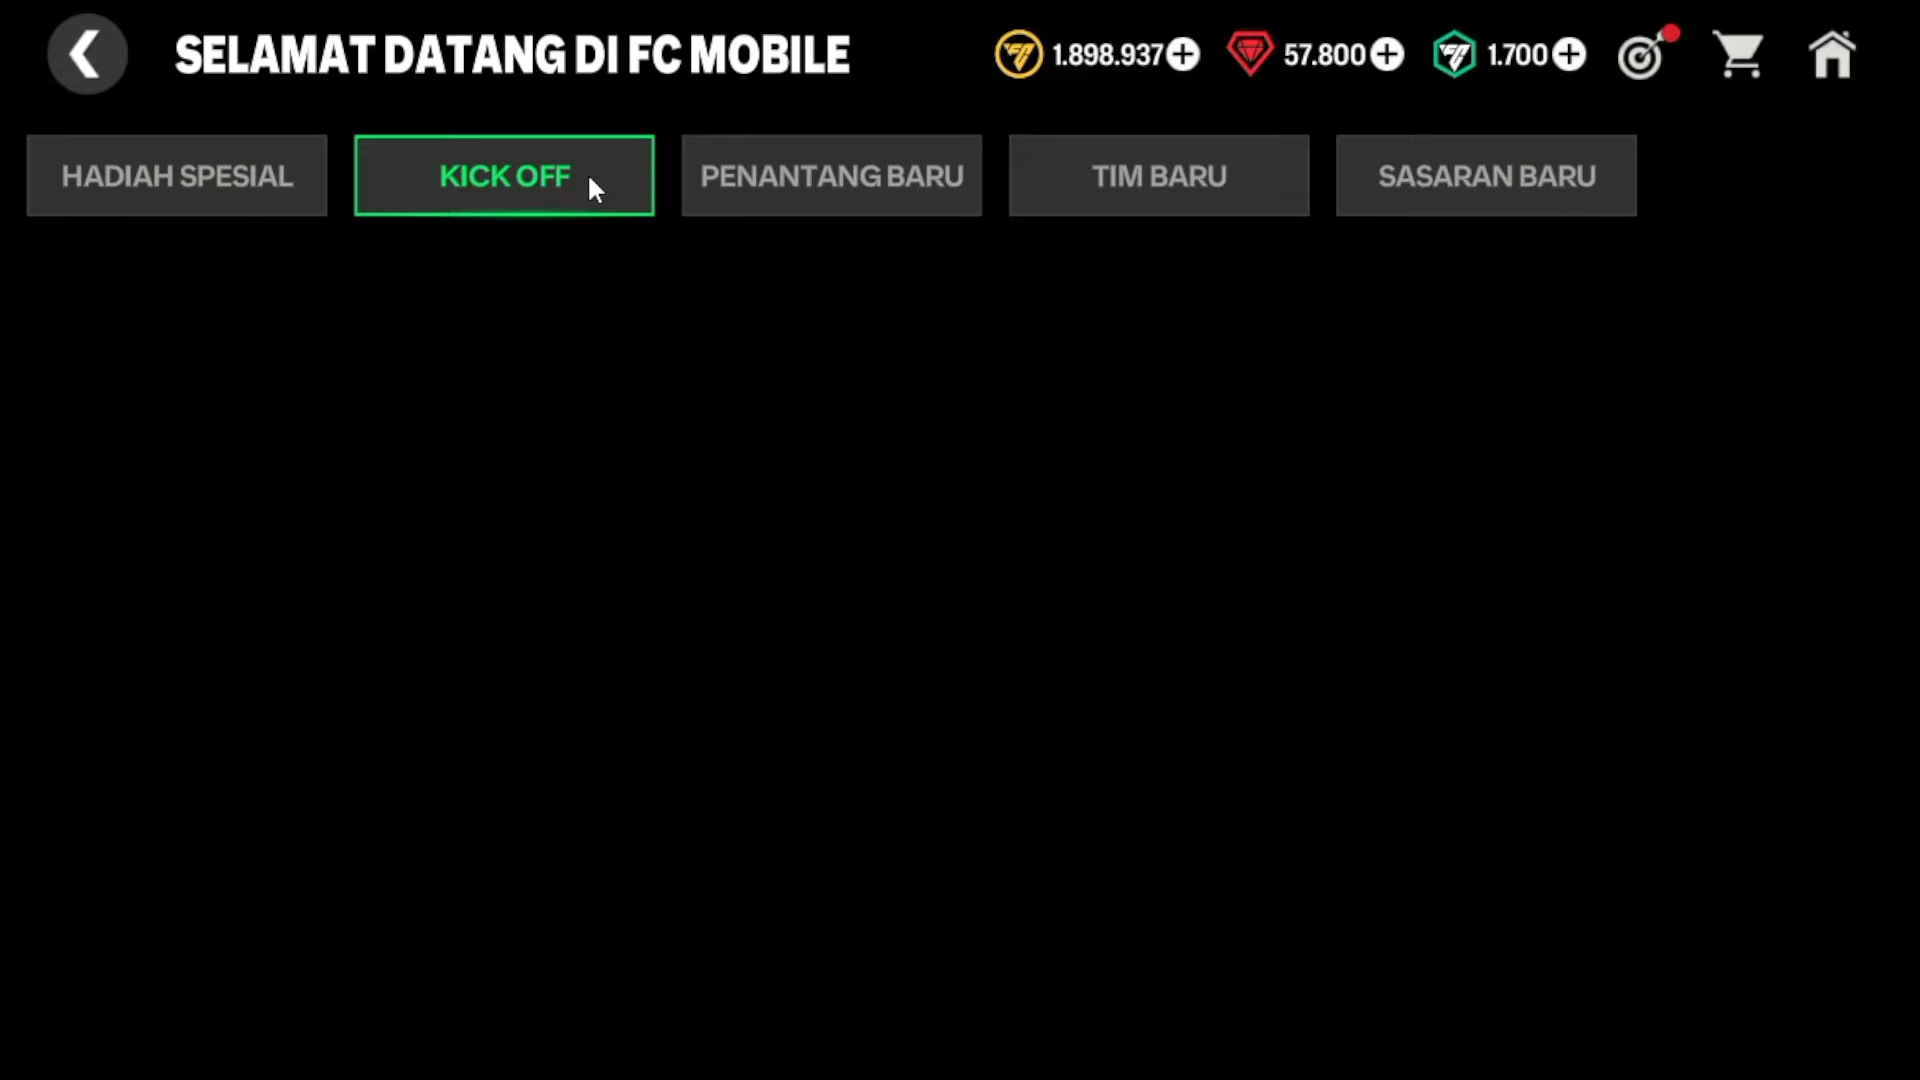 SELAMAT DATANG DI FC MOBILE
1.898.937
57.800
1.700
HADIAH SPESIAL
KICK OFF
PENANTANG BARU
TIM BARU
SASARAN BARU